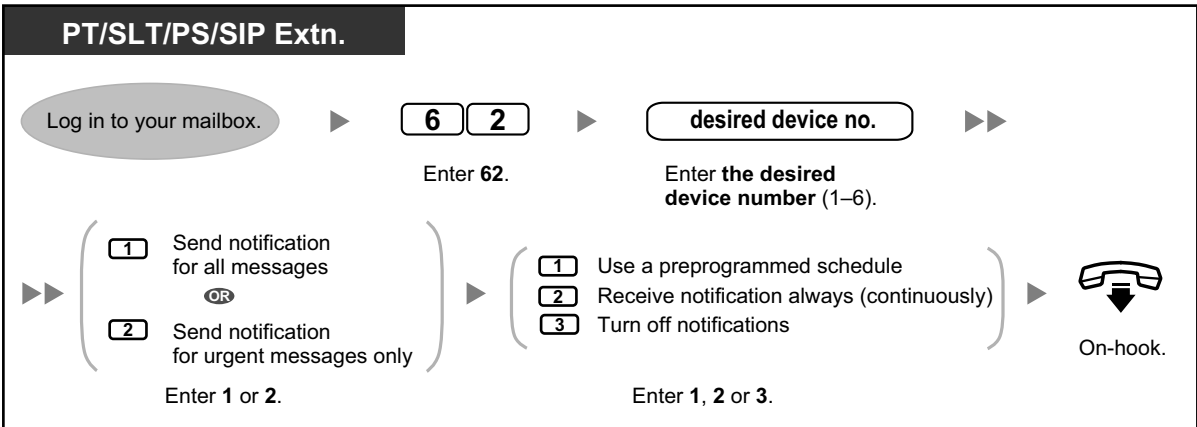 PT/SLT/PS/SIP Extn.
Log in to your mailbox.
6 2
desired device no.
Enter 62.
Enter the desired
device number (1–6).
1 Send notification
for all messages
OR
2 Send notification
for urgent messages only
Enter 1 or 2.
1 Use a preprogrammed schedule
2 Receive notification always (continuously)
3 Turn off notifications
Enter 1, 2 or 3.
On-hook.